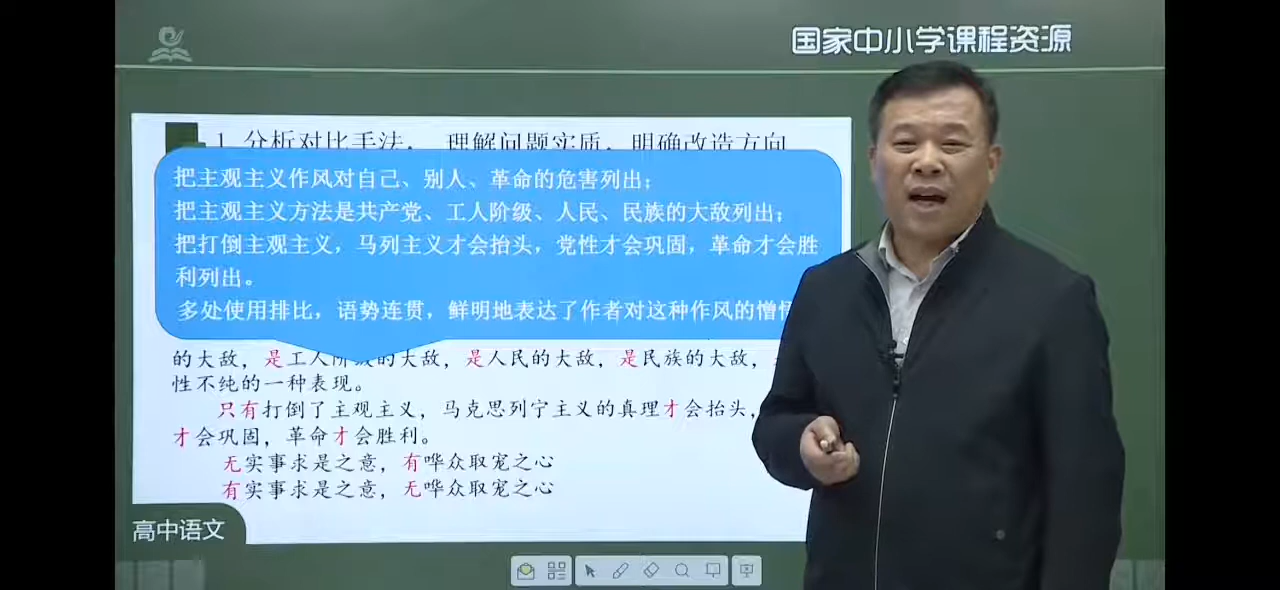 国家中小学课程资源
1. 分析对比手法， 理解问题实质，明确改造方向
把主观主义作风对自己、别人、革命的危害列出；
把主观主义方法是共产党、工人阶级、人民、民族的大敌列出；
把打倒主观主义，马列主义才会抬头，党性才会巩固，革命才会胜
利列出。
多处使用排比，语势连贯，鲜明地表达了作者对这种作风的憎
的大敌，是工人阶级的大敌，是人民的大敌，是民族的大敌，
性不纯的一种表现。
只有打倒了主观主义，马克思列宁主义的真理才会抬头，
才会巩固，革命才会胜利。
无实事求是之意，有哗众取宠之心
有实事求是之意，无哗众取宠之心
高中语文